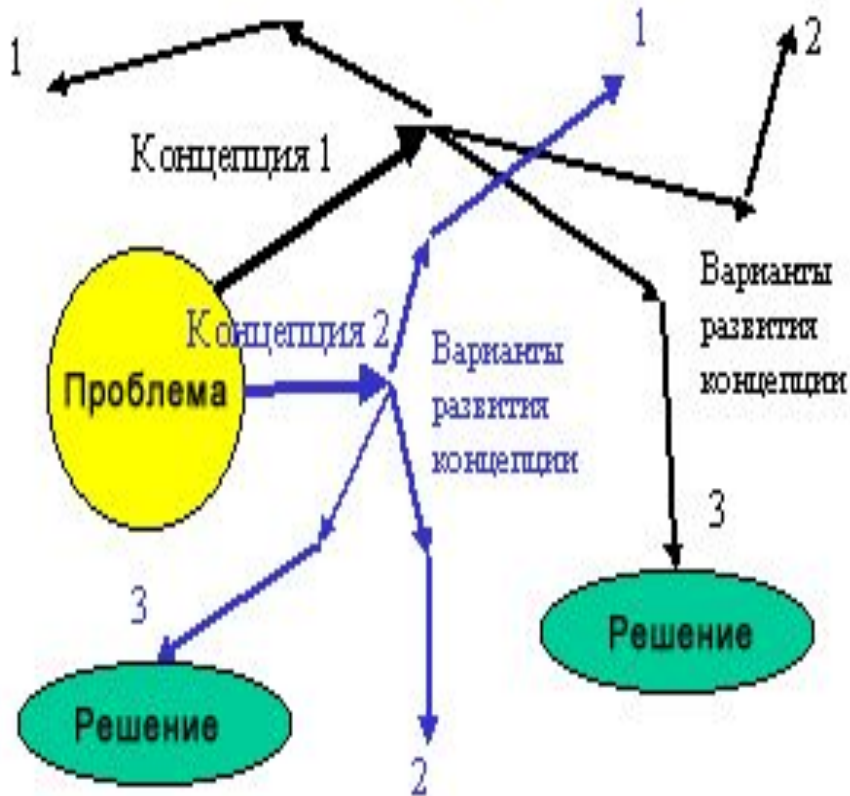 1
1
2
Концепция 1
Варианты
развития
концепции
Концепция 2
Варианты
развития
концепции
Проблема
3
3
Решение
Решение
2